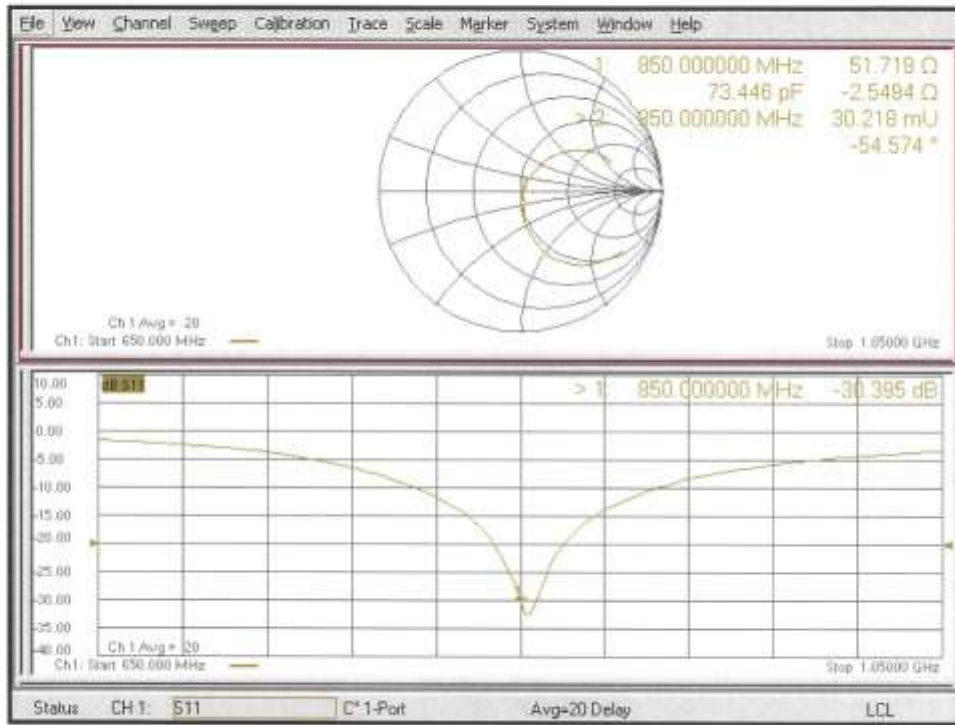 File View Channel Sweep Calibration Trace Scale Marker System Window Help
1 850.000000 MHz 51.719 Ω
73.446 pF -2.5494 Ω
> 2 850.000000 MHz 30.218 mU
-54.574 °
Ch 1 Avg = 20
Ch1: Start 650.000 MHz
Stop 1.05000 GHz
10.00
dB S11
> 1 850.000000 MHz -30.395 dB
5.00
0.00
-5.00
-10.00
-15.00
-20.00
-25.00
-30.00
-35.00
-40.00
Ch 1 Avg = 20
Ch1: Start 650.000 MHz
Stop 1.05000 GHz
Status CH 1: S11 C* 1-Port Avg=20 Delay LCL